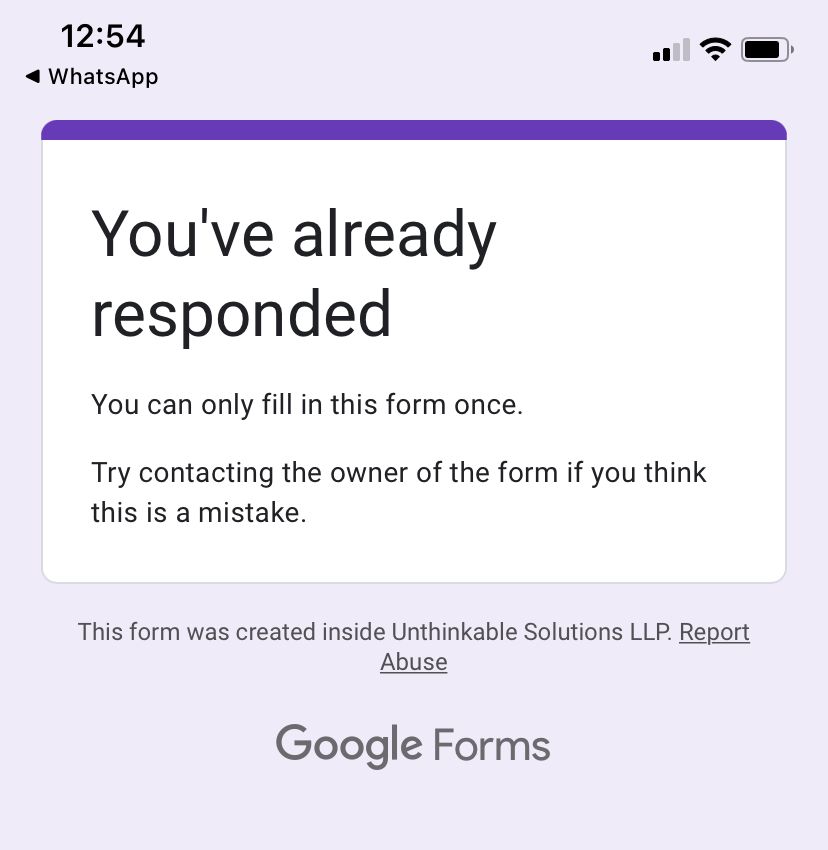 12:54
◀ WhatsApp
You've already
responded
You can only fill in this form once.
Try contacting the owner of the form if you think
this is a mistake.
This form was created inside Unthinkable Solutions LLP. Report
Abuse
Google Forms